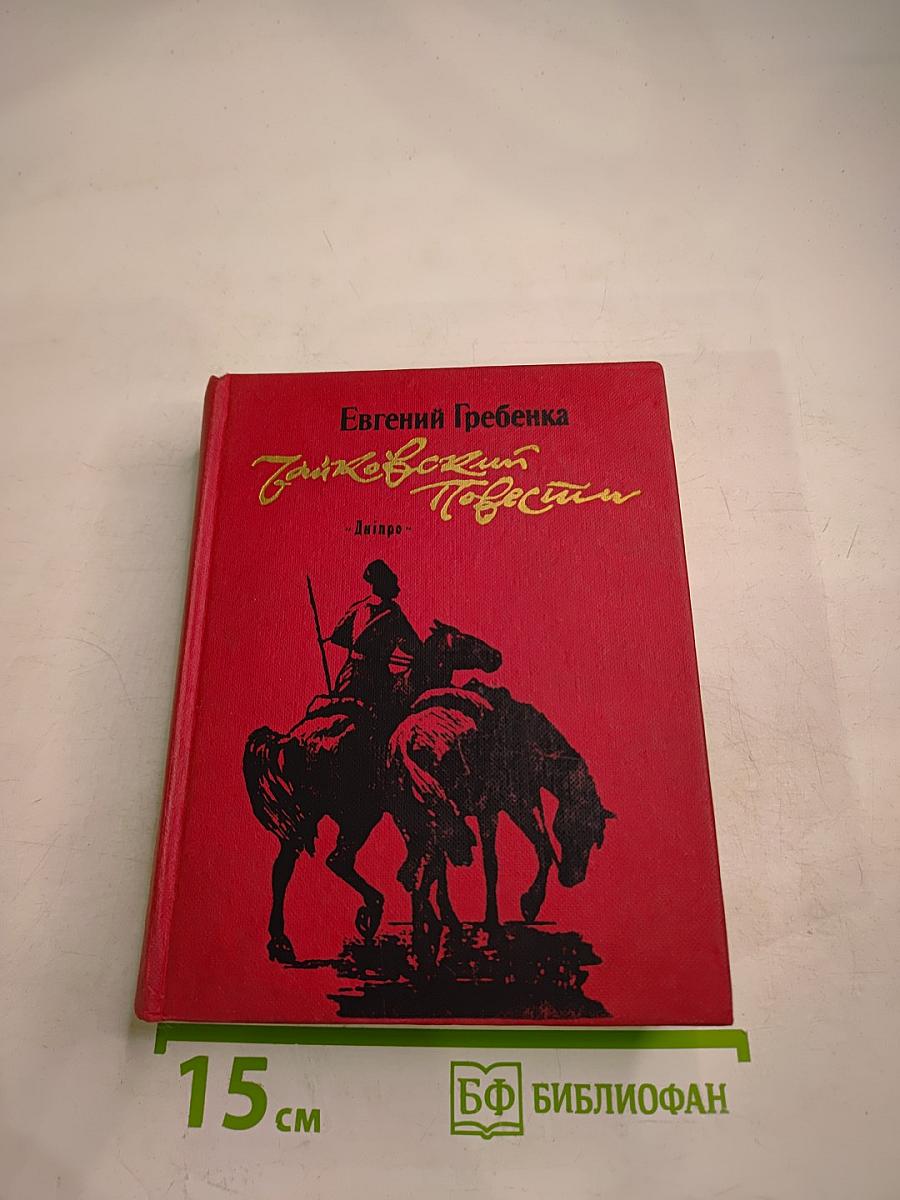 Евгений Гребенка
Чайковский
Повести
"Дніпро"
15 см
БФ БИБЛИОФАН